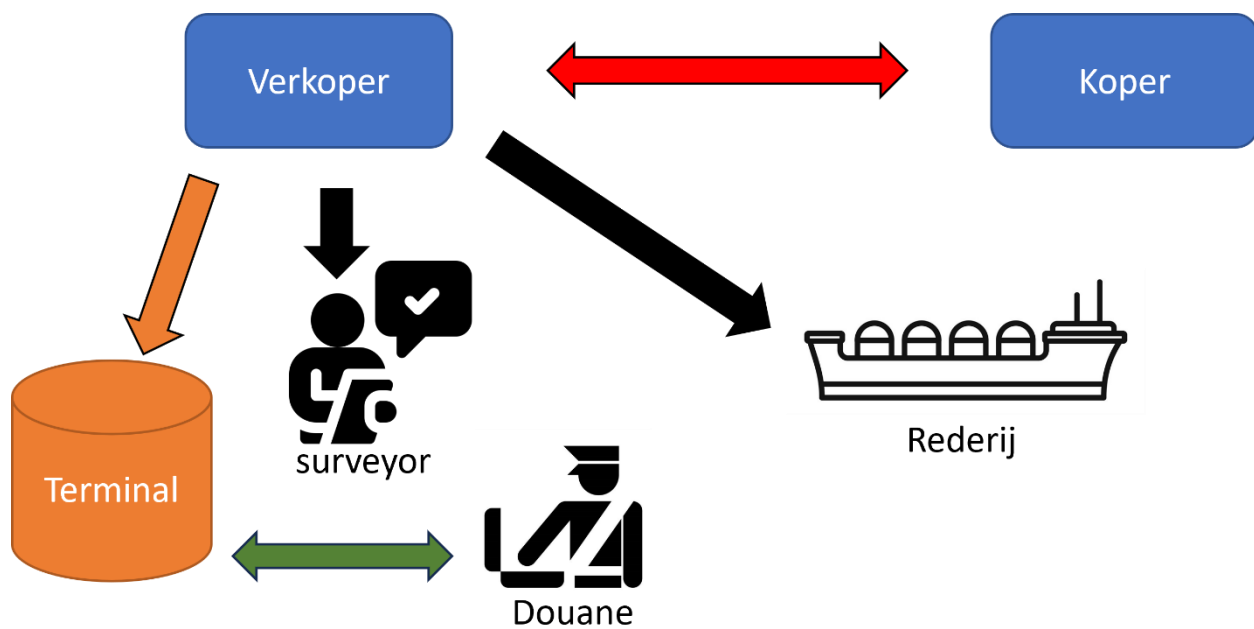 Verkoper
Koper
surveyor
Rederij
Terminal
Douane